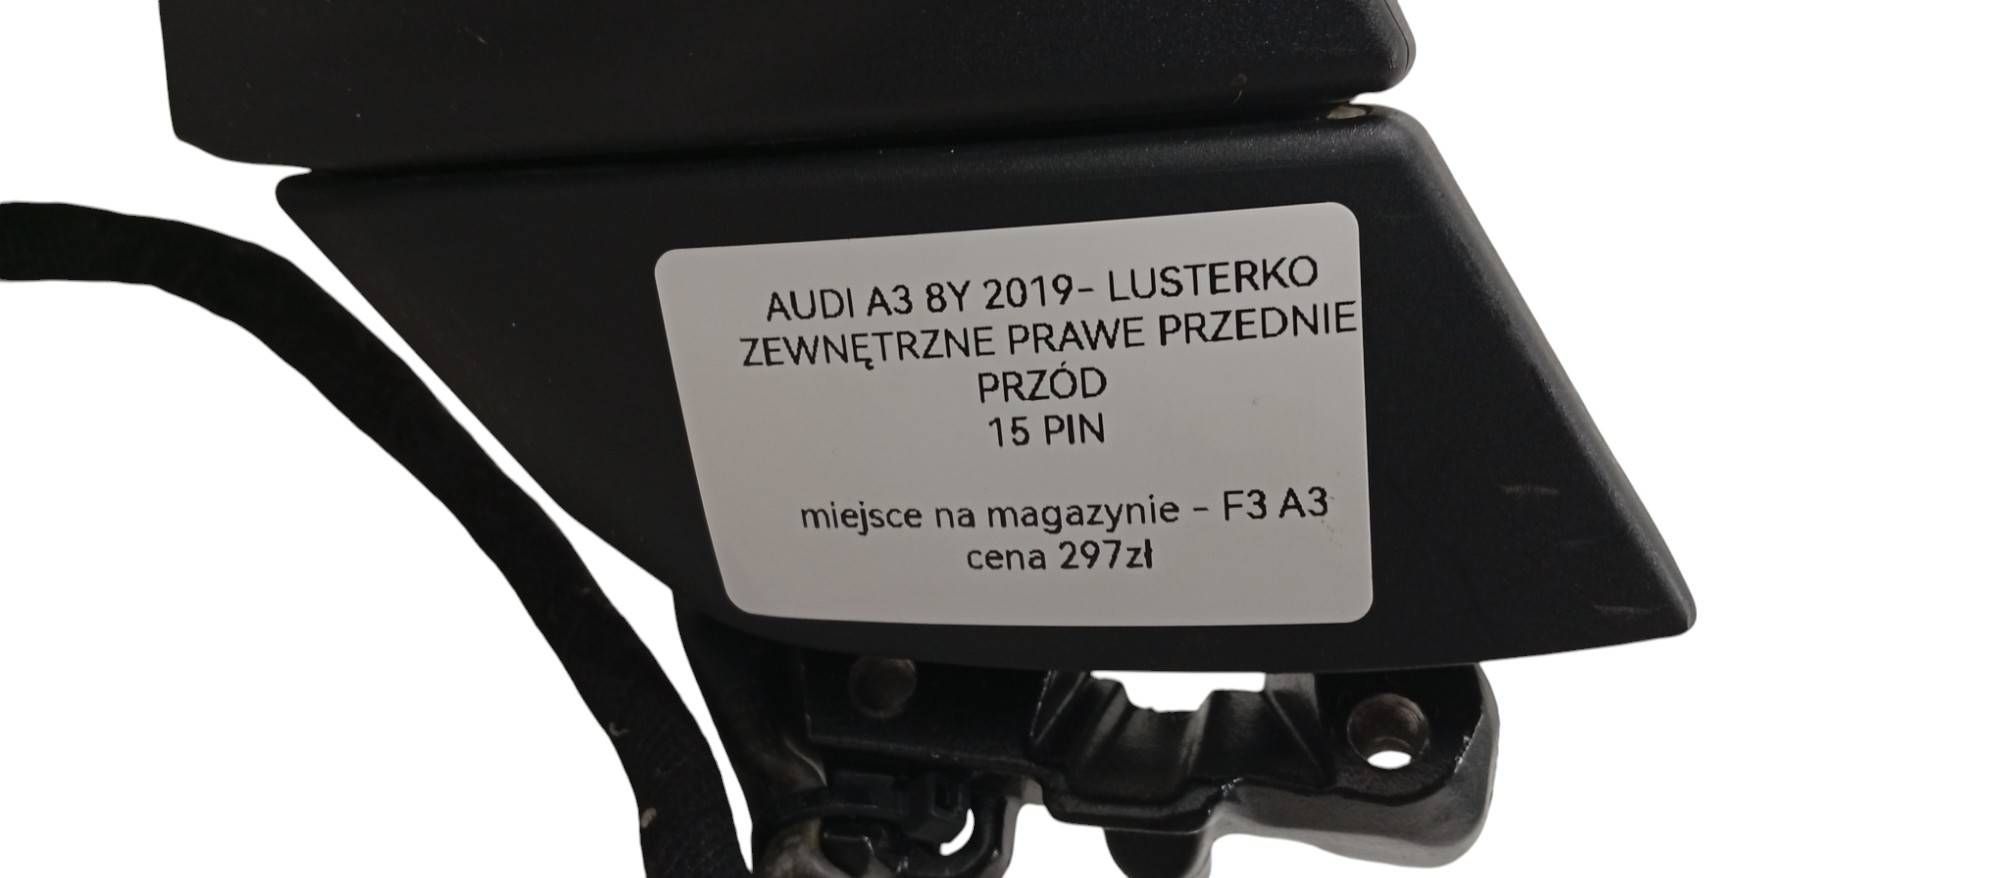 AUDI A3 8Y 2019- LUSTERKO
ZEWNĘTRZNE PRAWE PRZEDNIE
PRZÓD
15 PIN
miejsce na magazynie - F3 A3
cena 297zł